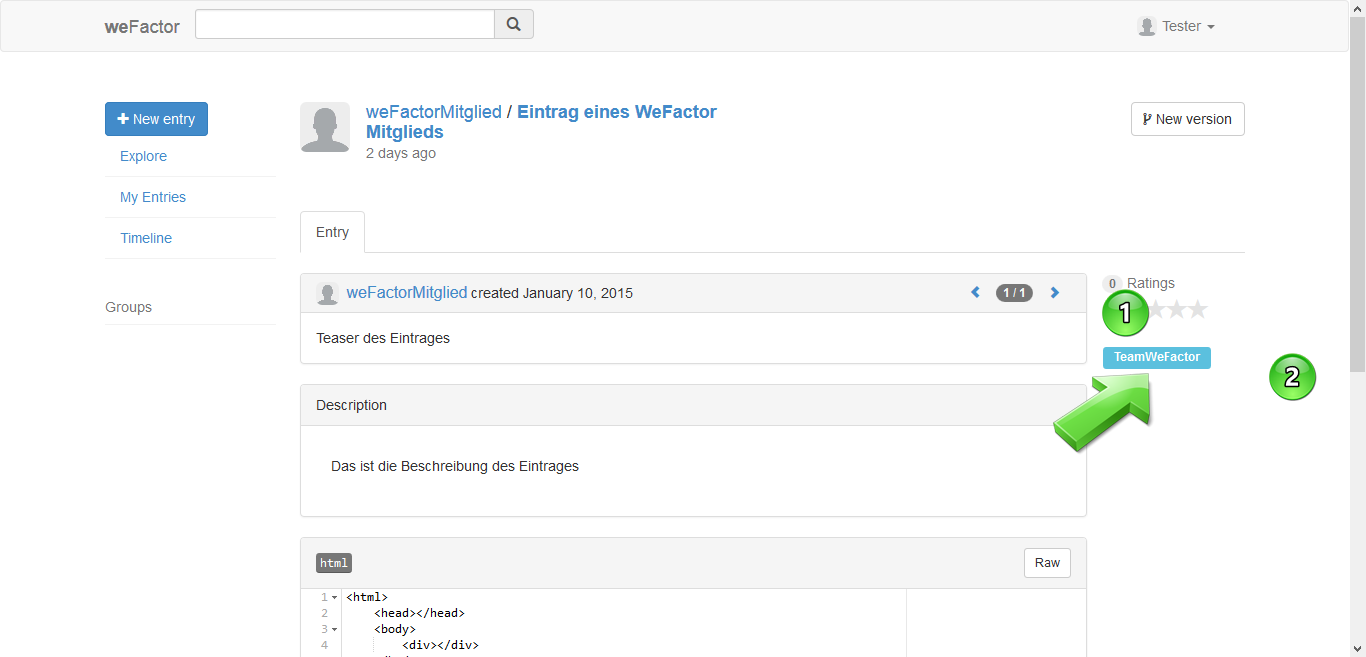 weFactor
Tester
New entry
Explore
My Entries
Timeline
Groups
weFactorMitglied / Eintrag eines WeFactor
Mitglieds
2 days ago
New version
Entry
weFactorMitglied created January 10, 2015
1 / 1
Teaser des Eintrages
0 Ratings
1
TeamWeFactor
2
Description
Das ist die Beschreibung des Eintrages
html
Raw
1 <html>
2 <head></head>
3 <body>
4 <div></div>